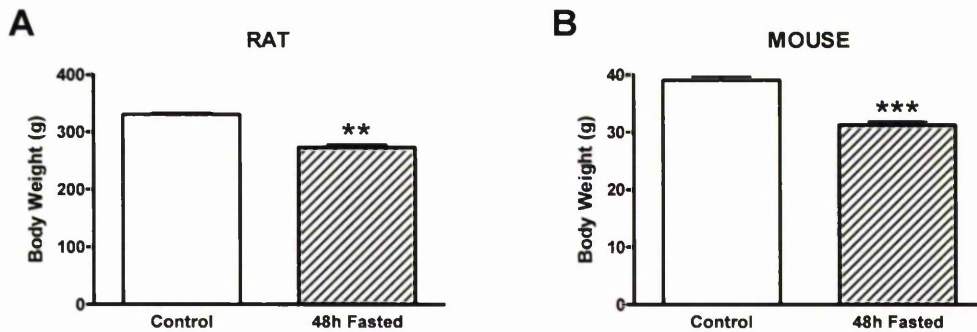 A
RAT
Body Weight (g)
400
300
200
100
0
**
Control
48h Fasted
B
MOUSE
Body Weight (g)
40
30
20
10
0
***
Control
48h Fasted